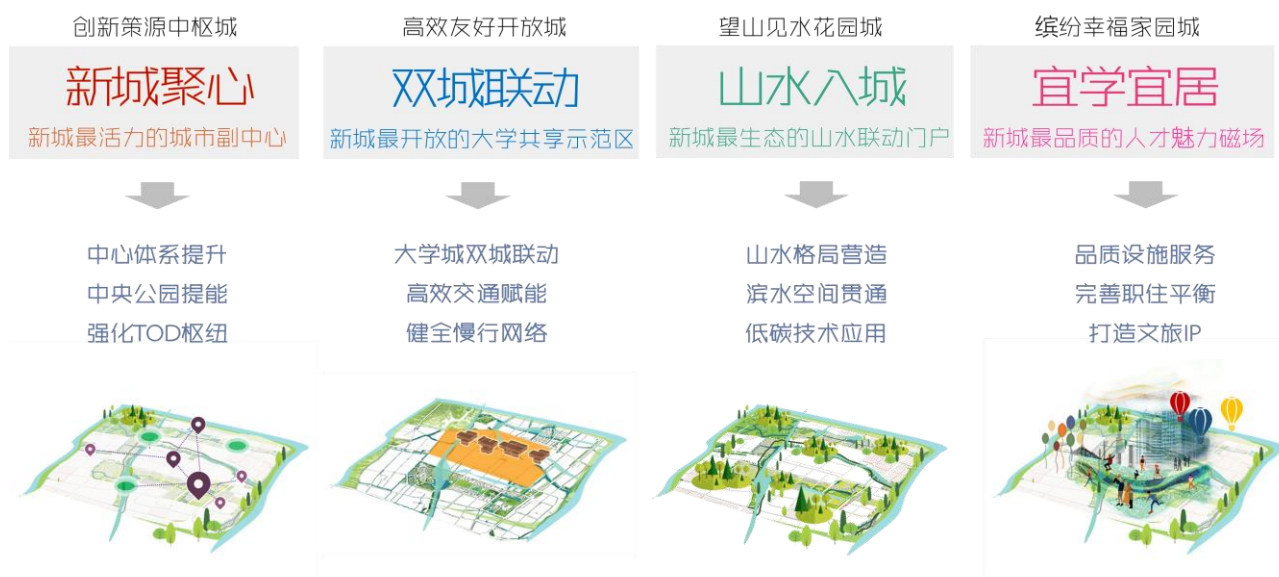 创新策源中枢城
新城聚心
新城最活力的城市副中心
中心体系提升
中央公园提能
强化TOD枢纽
高效友好开放城
双城联动
新城最开放的大学共享示范区
大学城双城联动
高效交通赋能
健全慢行网络
望山见水花园城
山水入城
新城最生态的山水联动门户
山水格局营造
滨水空间贯通
低碳技术应用
缤纷幸福家园城
宜学宜居
新城最品质的人才魅力磁场
品质设施服务
完善职住平衡
打造文旅IP